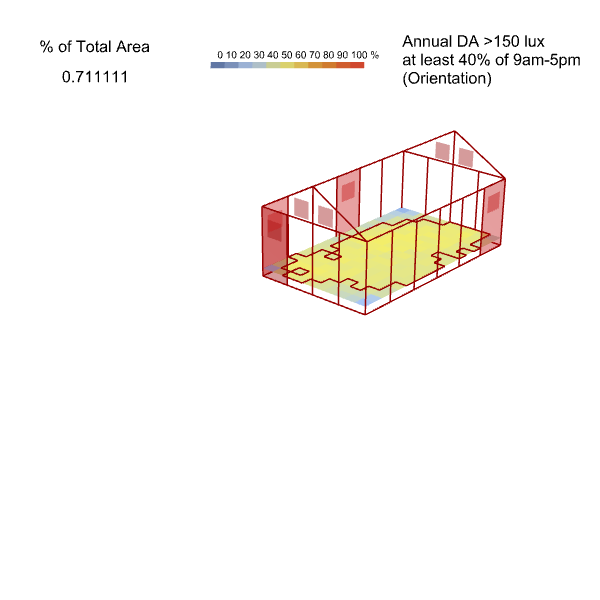 % of Total Area
0.711111
0 10 20 30 40 50 60 70 80 90 100 %
Annual DA >150 lux
at least 40% of 9am-5pm
(Orientation)